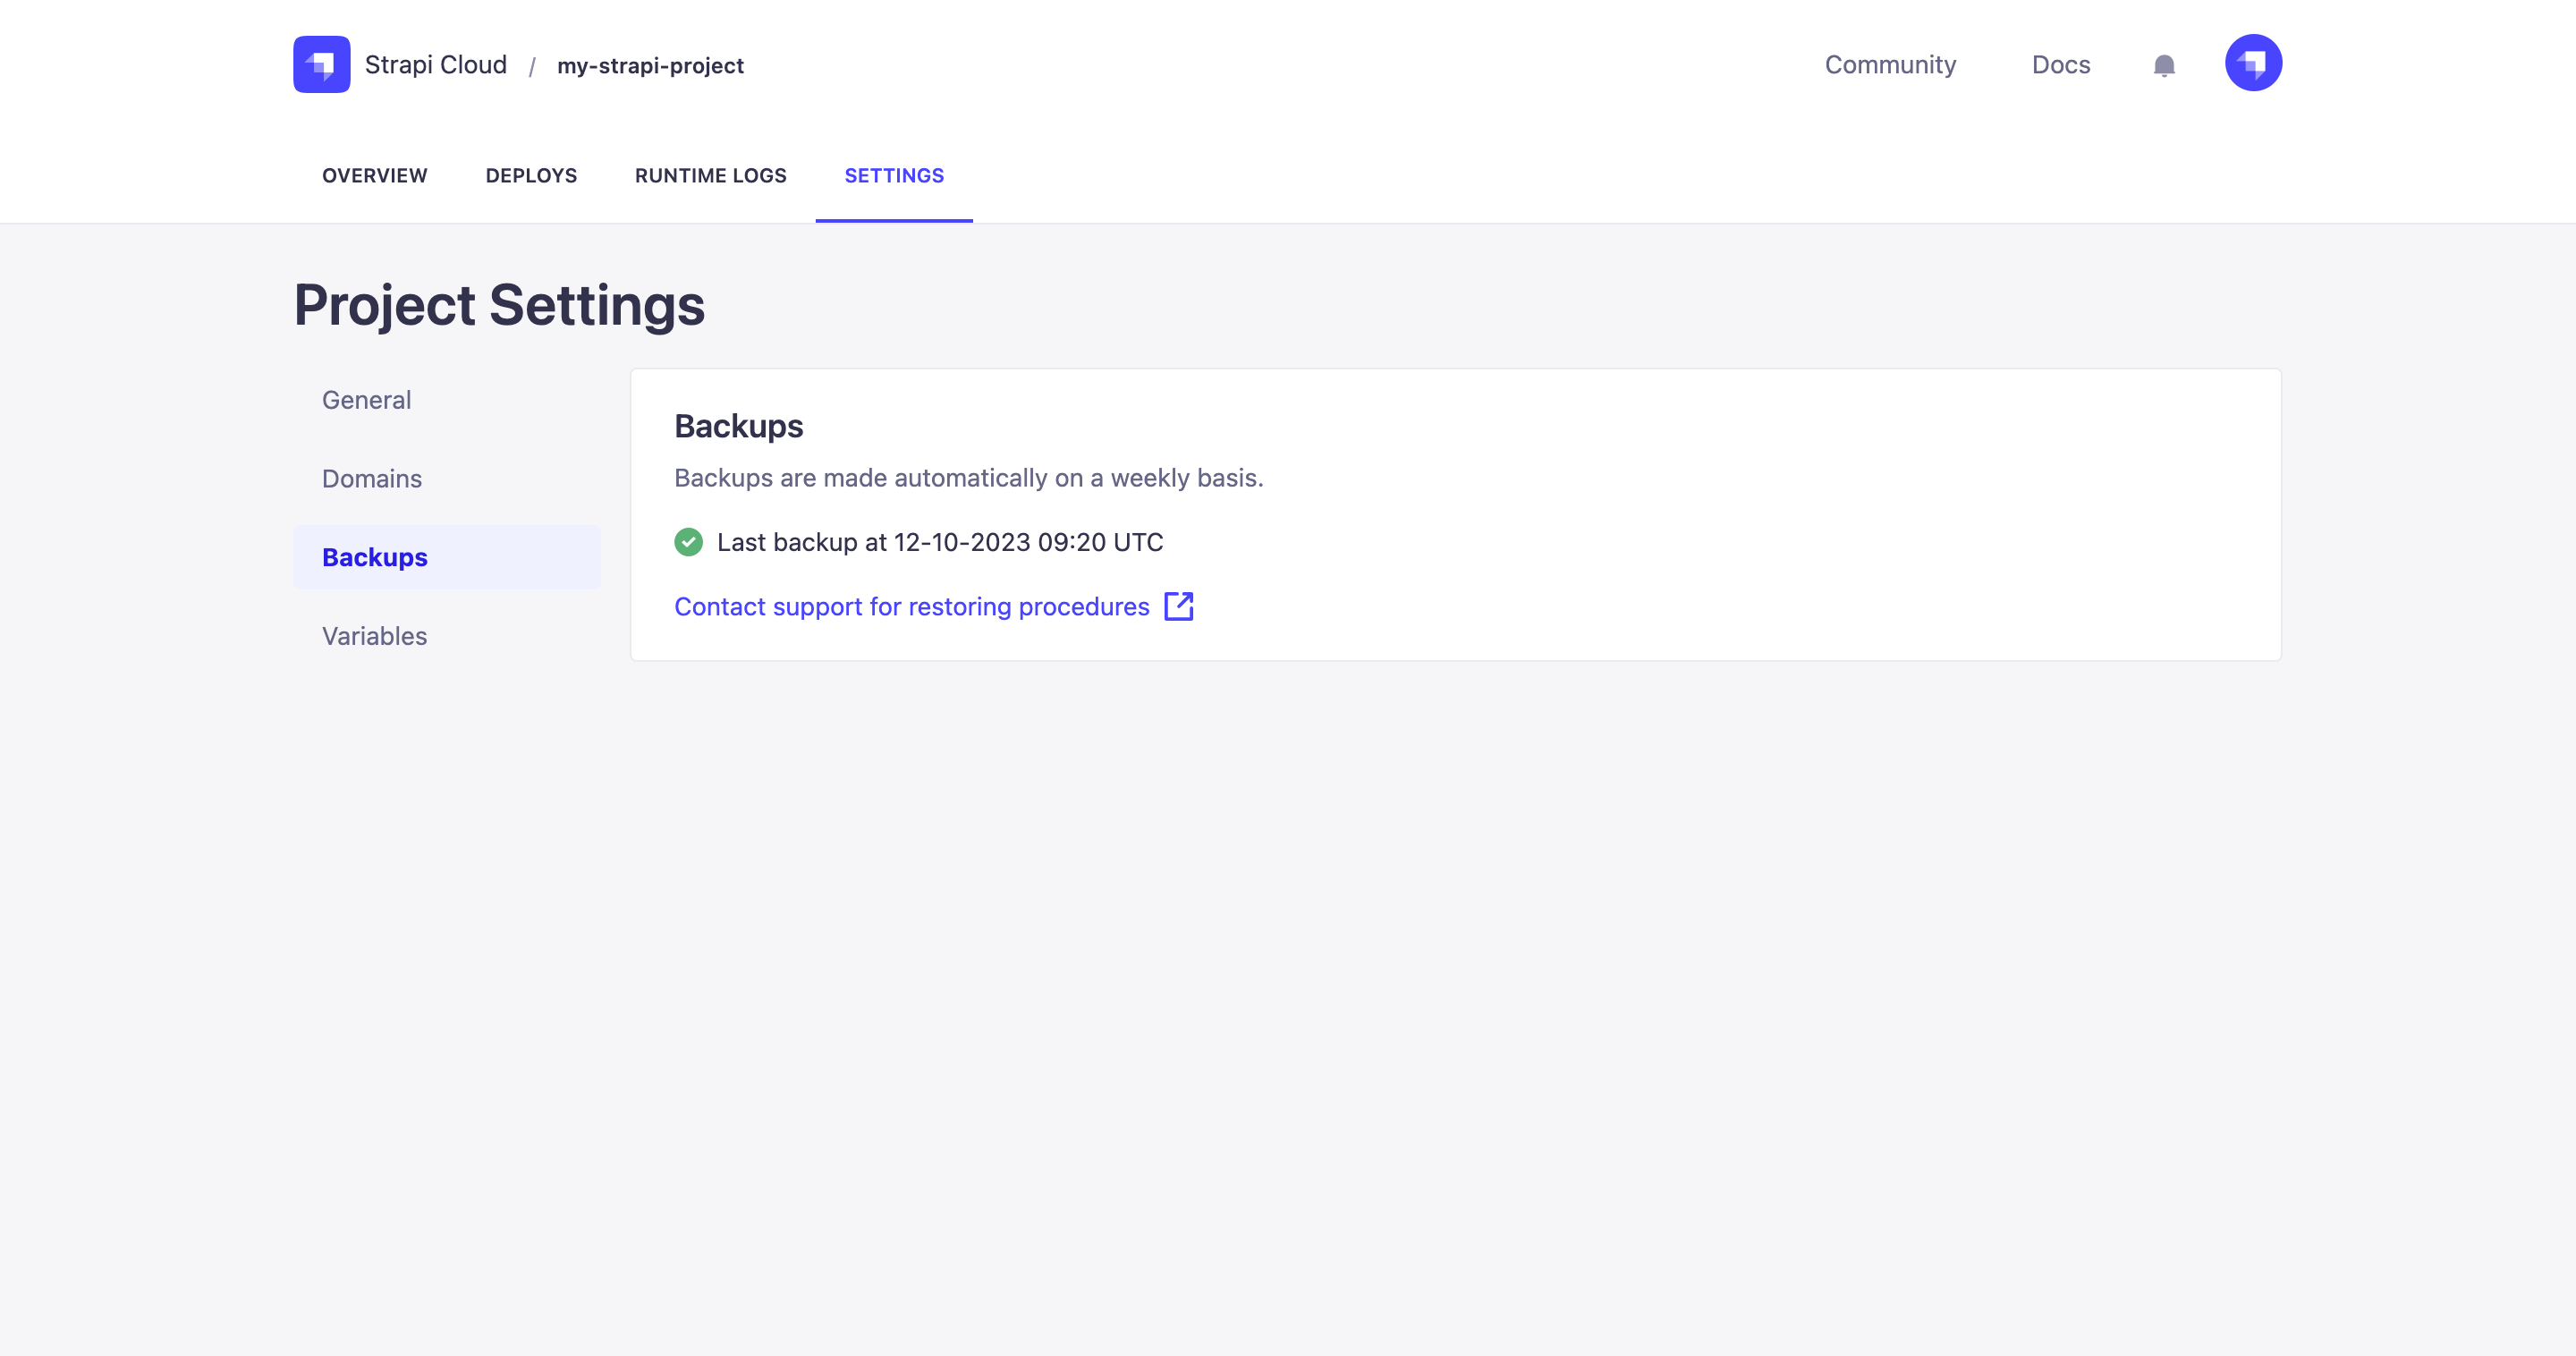 Strapi Cloud / my-strapi-project
Community
Docs
OVERVIEW
DEPLOYS
RUNTIME LOGS
SETTINGS
Project Settings
General
Domains
Backups
Variables
Backups
Backups are made automatically on a weekly basis.
Last backup at 12-10-2023 09:20 UTC
Contact support for restoring procedures